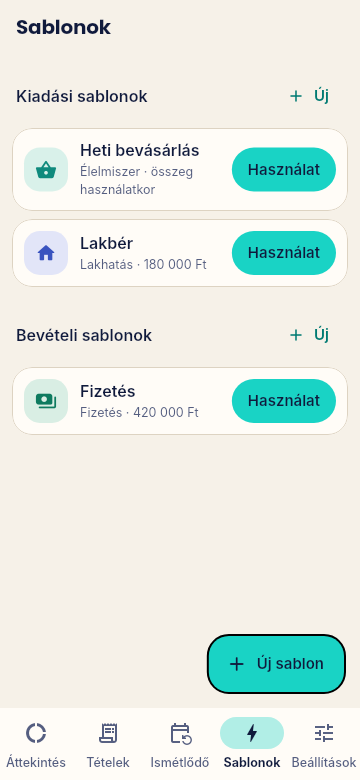 Sablonok
Kiadási sablonok
Új
Heti bevásárlás
Élelmiszer · összeg
használatkor
Használat
Lakbér
Lakhatás · 180 000 Ft
Használat
Bevételi sablonok
Új
Fizetés
Fizetés · 420 000 Ft
Használat
Új sablon
Áttekintés
Tételek
Ismétlődő
Sablonok
Beállítások